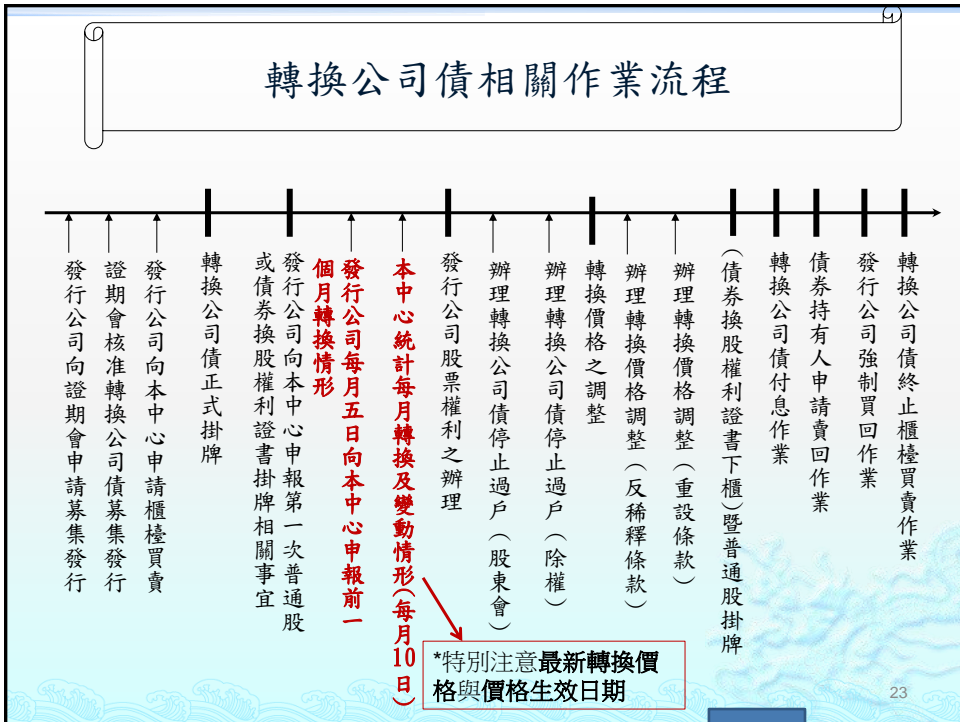 轉換公司債相關作業流程
發行公司向證期會申請募集發行
證期會核准轉換公司債募集發行
發行公司向本中心申請櫃檯買賣
轉換公司債正式掛牌
發行公司向本中心申報第一次普通股
或債券換股權利證書掛牌相關事宜
發行公司每月五日向本中心申報前一
個月轉換情形
本中心統計每月轉換及變動情形(每月10日)
發行公司股票權利之辦理
辦理轉換公司債停止過戶(股東會)
辦理轉換公司債停止過戶(除權)
轉換價格之調整
辦理轉換價格調整(反稀釋條款)
辦理轉換價格調整(重設條款)
(債券換股權利證書下櫃)暨普通股掛牌
轉換公司債付息作業
債券持有人申請賣回作業
發行公司強制買回作業
轉換公司債終止櫃檯買賣作業
*特別注意最新轉換價
格與價格生效日期
23